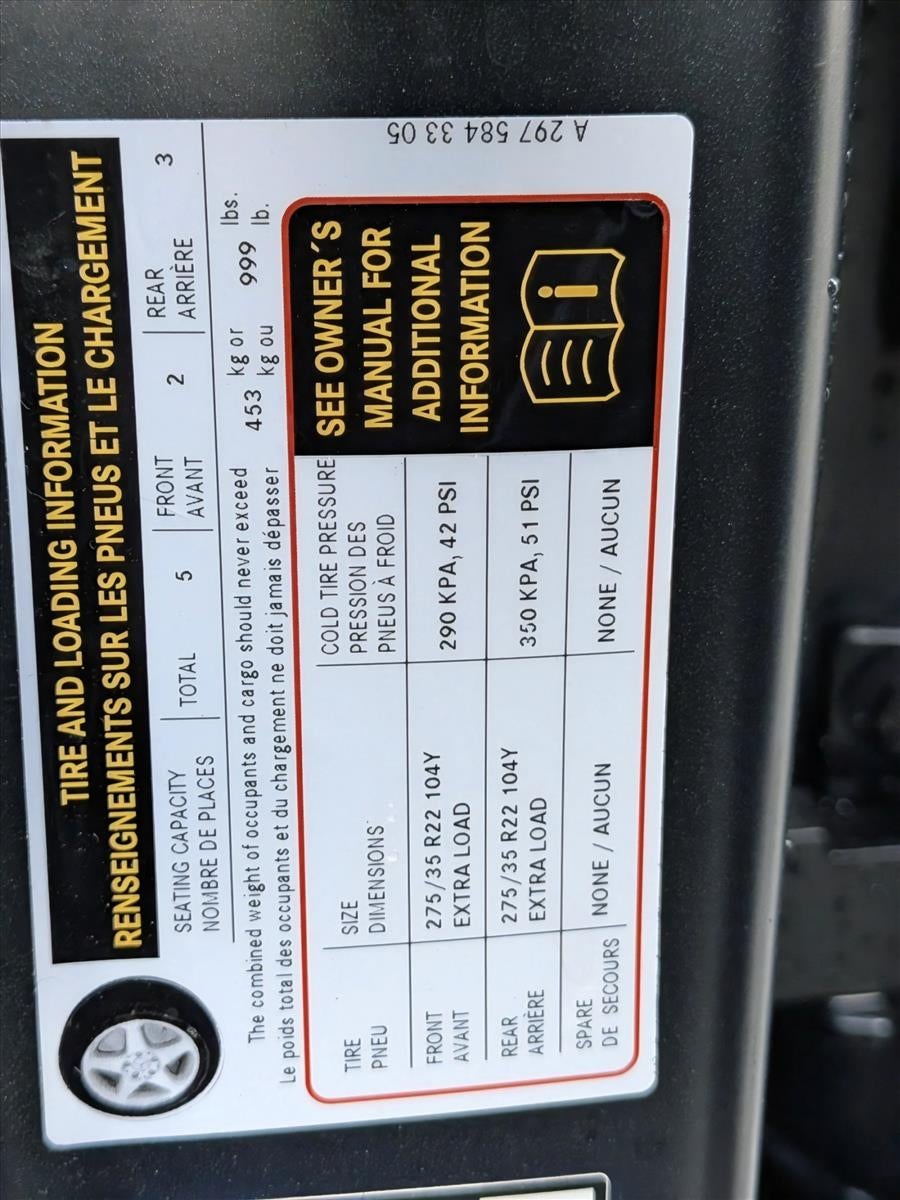 TIRE AND LOADING INFORMATION
RENSEIGNEMENTS SUR LES PNEUS ET LE CHARGEMENT
SEATING CAPACITY
NOMBRE DE PLACES
TOTAL 5
FRONT
AVANT
2
REAR
ARRIÈRE
3
The combined weight of occupants and cargo should never exceed 453 kg or 999 lbs.
Le poids total des occupants et du chargement ne doit jamais dépasser kg ou lb.
TIRE
PNEU
SIZE
DIMENSIONS
COLD TIRE PRESSURE
PRESSION DES
PNEUS À FROID
FRONT
AVANT
275/35 R22 104Y
EXTRA LOAD
290 KPA, 42 PSI
REAR
ARRIÈRE
275/35 R22 104Y
EXTRA LOAD
350 KPA, 51 PSI
SPARE
DE SECOURS
NONE / AUCUN
NONE / AUCUN
SEE OWNER´S
MANUAL FOR
ADDITIONAL
INFORMATION
A 297 584 33 05